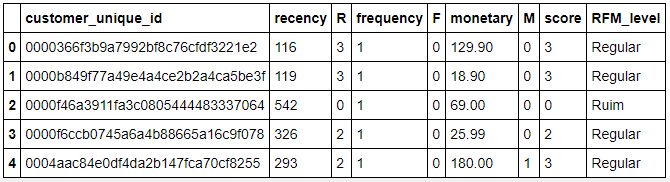 customer_unique_id recency R frequency F monetary M score RFM_level
0 0000366f3b9a7992bf8c76cfdf3221e2 116 3 1 0 129.90 0 3 Regular
1 0000b849f77a49e4a4ce2b2a4ca5be3f 119 3 1 0 18.90 0 3 Regular
2 0000f46a3911fa3c0805444483337064 542 0 1 0 69.00 0 0 Ruim
3 0000f6ccb0745a6a4b88665a16c9f078 326 2 1 0 25.99 0 2 Regular
4 0004aac84e0df4da2b147fca70cf8255 293 2 1 0 180.00 1 3 Regular